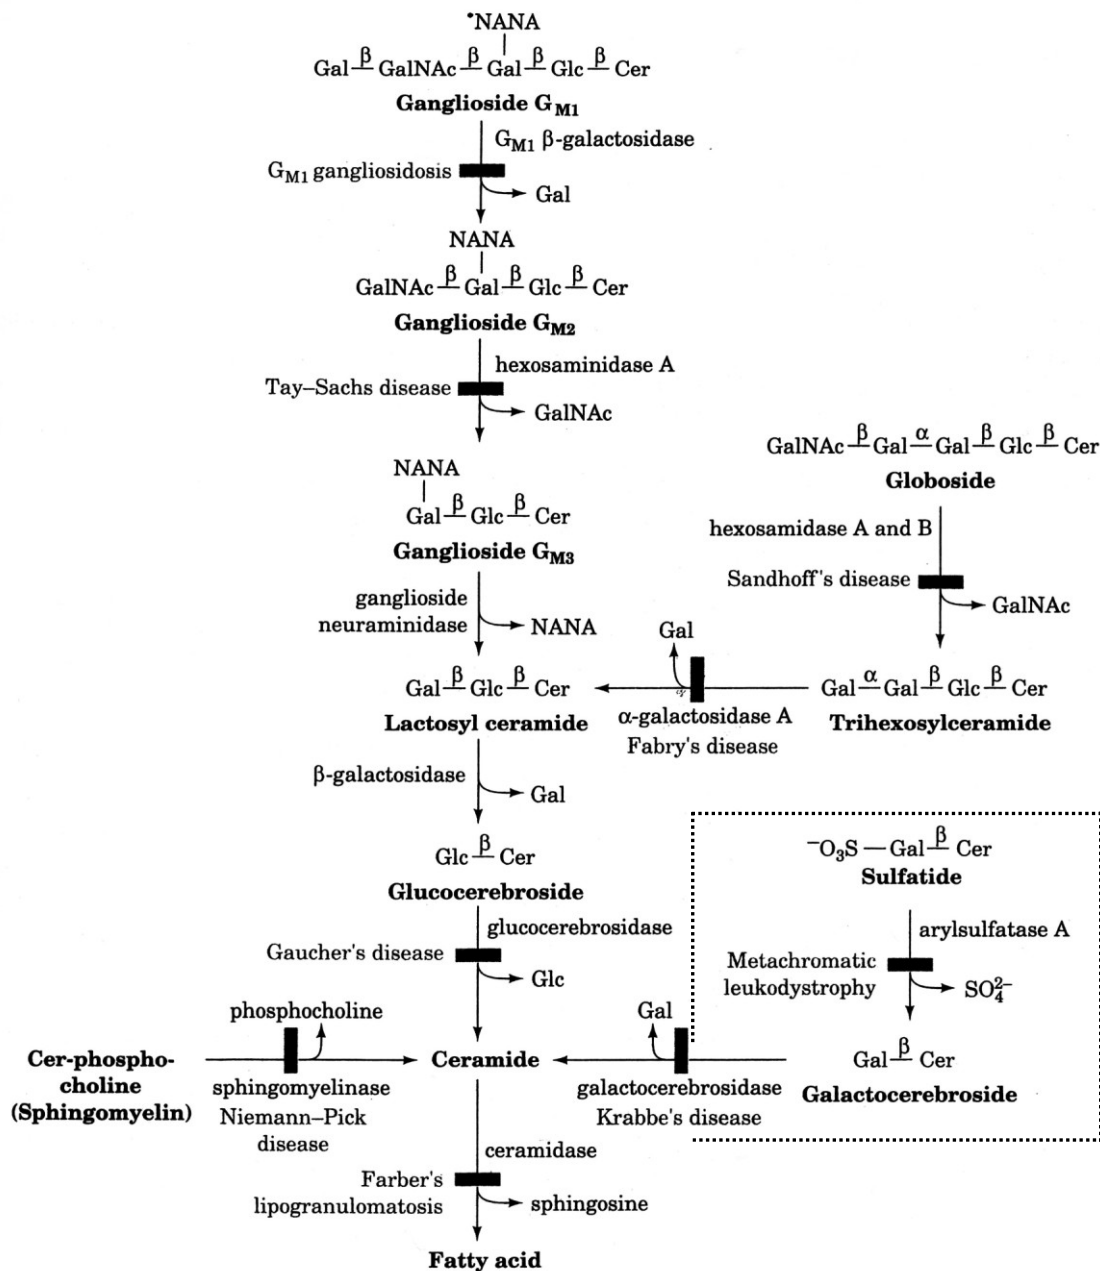 *NANA
Gal β GalNAc β Gal β Glc β Cer
Ganglioside GM1
GM1 β-galactosidase
GM1 gangliosidosis
Gal
NANA
GalNAc β Gal β Glc β Cer
Ganglioside GM2
hexosaminidase A
Tay–Sachs disease
GalNAc
NANA
Gal β Glc β Cer
Ganglioside GM3
ganglioside
neuraminidase
NANA
GalNAc β Gal α Gal β Glc β Cer
Globoside
hexosamidase A and B
Sandhoff's disease
GalNAc
Gal α Gal β Glc β Cer
Trihexosylceramide
Gal
α-galactosidase A
Fabry's disease
Gal β Glc β Cer
Lactosyl ceramide
β-galactosidase
Gal
Glc β Cer
Glucocerebroside
glucocerebrosidase
Gaucher's disease
Glc
⁻O₃S — Gal β Cer
Sulfatide
arylsulfatase A
Metachromatic
leukodystrophy
SO₄²⁻
Gal β Cer
Galactocerebroside
Gal
galactocerebrosidase
Krabbe's disease
phosphocholine
Cer-phospho-
choline
(Sphingomyelin)
sphingomyelinase
Niemann–Pick
disease
Ceramide
ceramidase
Farber's
lipogranulomatosis
sphingosine
Fatty acid